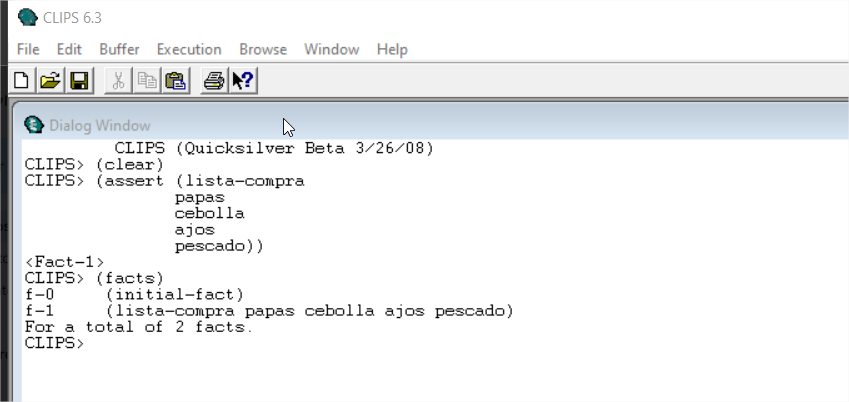 CLIPS 6.3
File Edit Buffer Execution Browse Window Help
Dialog Window
CLIPS (Quicksilver Beta 3/26/08)
CLIPS> (clear)
CLIPS> (assert (lista-compra
papas
cebolla
ajos
pescado))
<Fact-1>
CLIPS> (facts)
f-0 (initial-fact)
f-1 (lista-compra papas cebolla ajos pescado)
For a total of 2 facts.
CLIPS>